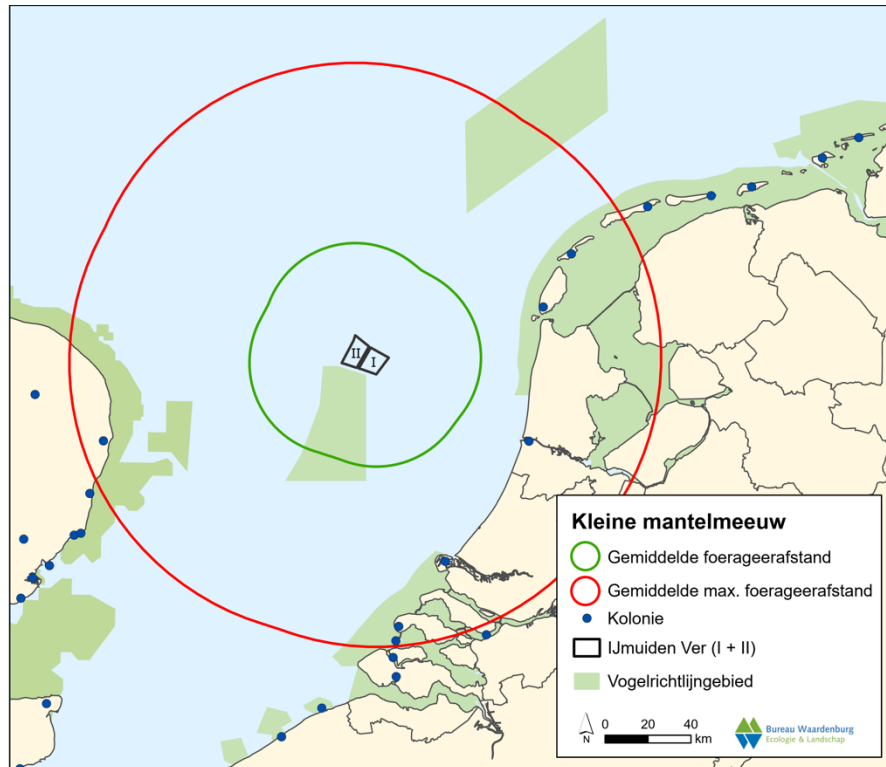 II
I
Kleine mantelmeeuw
Gemiddelde foerageerafstand
Gemiddelde max. foerageerafstand
Kolonie
IJmuiden Ver (I + II)
Vogelrichtlijngebied
N
0 20 40
km
Bureau Waardenburg
Ecologie & Landschap